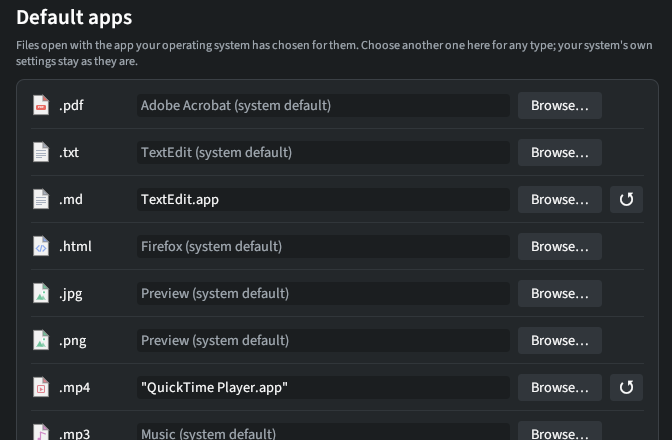 Default apps
Files open with the app your operating system has chosen for them. Choose another one here for any type; your system's own
settings stay as they are.
.pdf Adobe Acrobat (system default) Browse…
.txt TextEdit (system default) Browse…
.md TextEdit.app Browse…
.html Firefox (system default) Browse…
.jpg Preview (system default) Browse…
.png Preview (system default) Browse…
.mp4 "QuickTime Player.app" Browse…
.mp3 Music (system default) Browse…